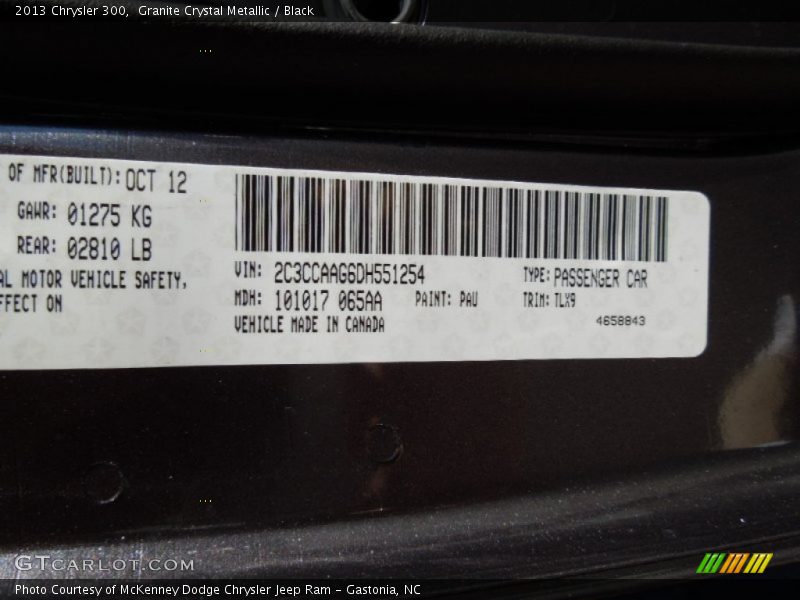 2013 Chrysler 300, Granite Crystal Metallic / Black
OF MFR(BUILT): OCT 12
GAWR: 01275 KG
REAR: 02810 LB
AL MOTOR VEHICLE SAFETY,
FFECT ON
VIN: 2C3CCAAG6DH551254
TYPE: PASSENGER CAR
MDH: 101017 065AA
PAINT: PAU
TRIM: TLX9
VEHICLE MADE IN CANADA
4658843
GTCARLOT.COM
Photo Courtesy of McKenney Dodge Chrysler Jeep Ram - Gastonia, NC